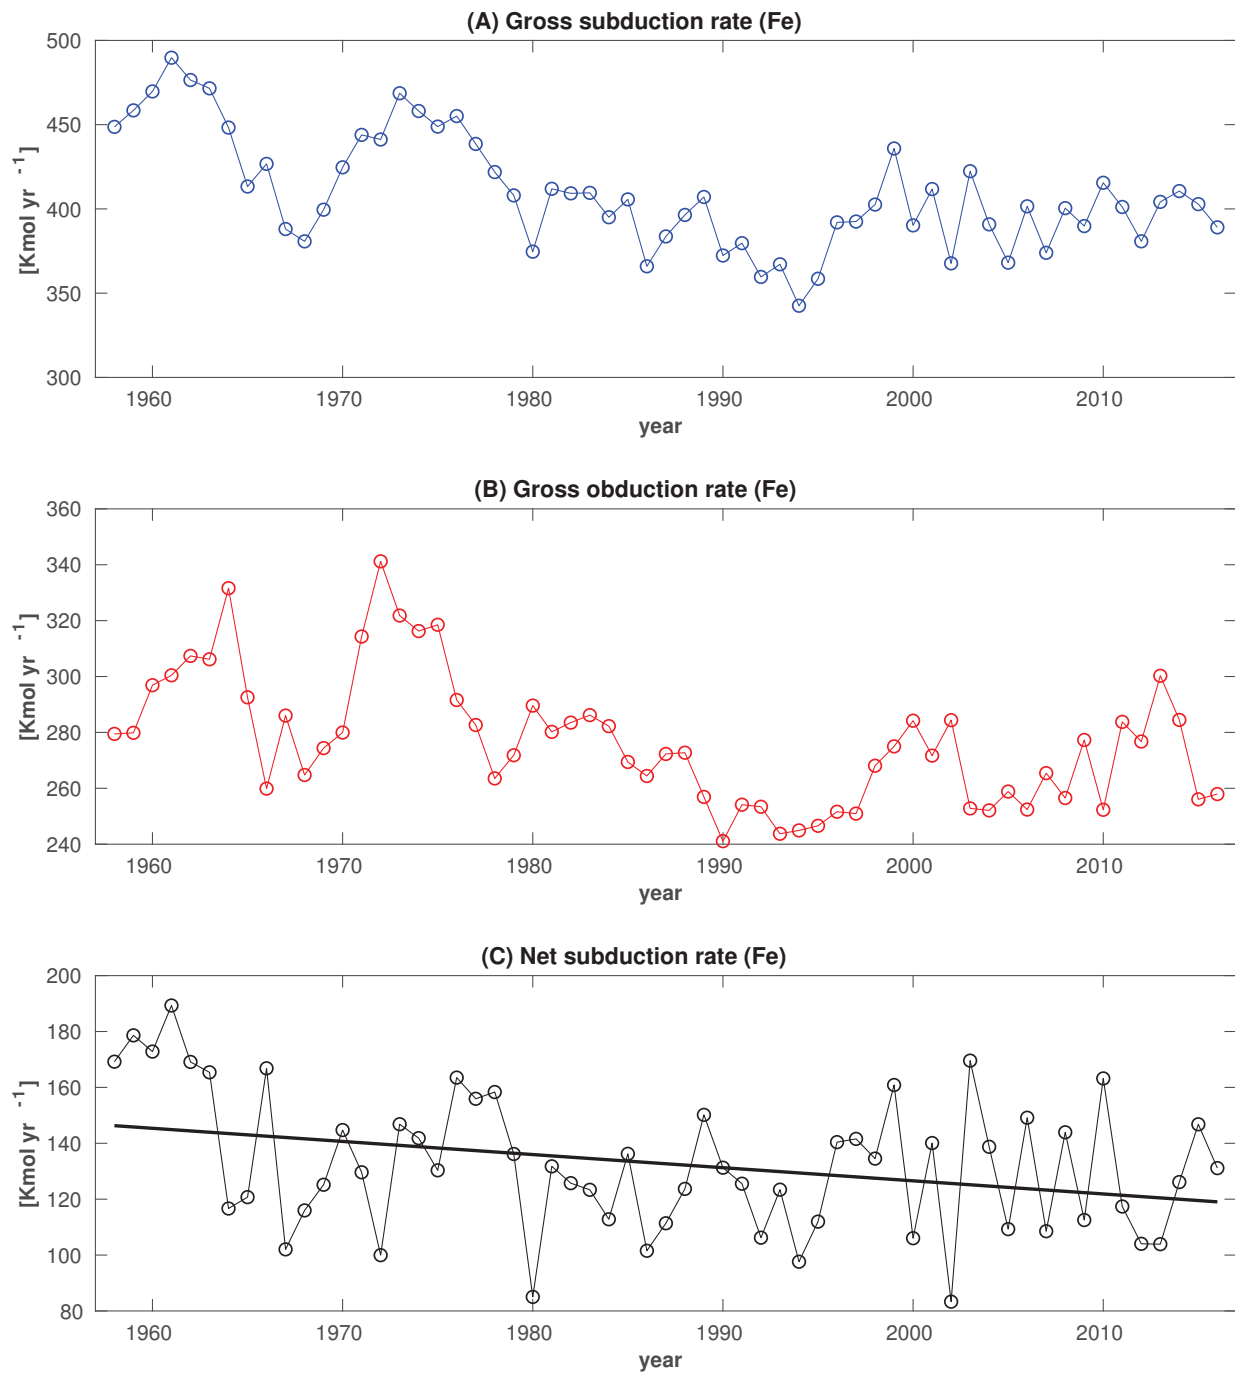 (A) Gross subduction rate (Fe)
500
450
400
350
300
[Kmol yr -1]
1960 1970 1980 1990 2000 2010
year
(B) Gross obduction rate (Fe)
360
340
320
300
280
260
240
[Kmol yr -1]
1960 1970 1980 1990 2000 2010
year
(C) Net subduction rate (Fe)
200
180
160
140
120
100
80
[Kmol yr -1]
1960 1970 1980 1990 2000 2010
year